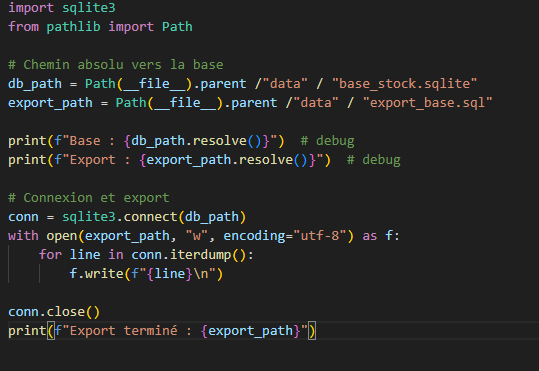 import sqlite3
from pathlib import Path
# Chemin absolu vers la base
db_path = Path(__file__).parent /"data" / "base_stock.sqlite"
export_path = Path(__file__).parent /"data" / "export_base.sql"
print(f"Base : {db_path.resolve()}")  # debug
print(f"Export : {export_path.resolve()}")  # debug
# Connexion et export
conn = sqlite3.connect(db_path)
with open(export_path, "w", encoding="utf-8") as f:
    for line in conn.iterdump():
        f.write(f"{line}\n")
conn.close()
print(f"Export terminé : {export_path}")